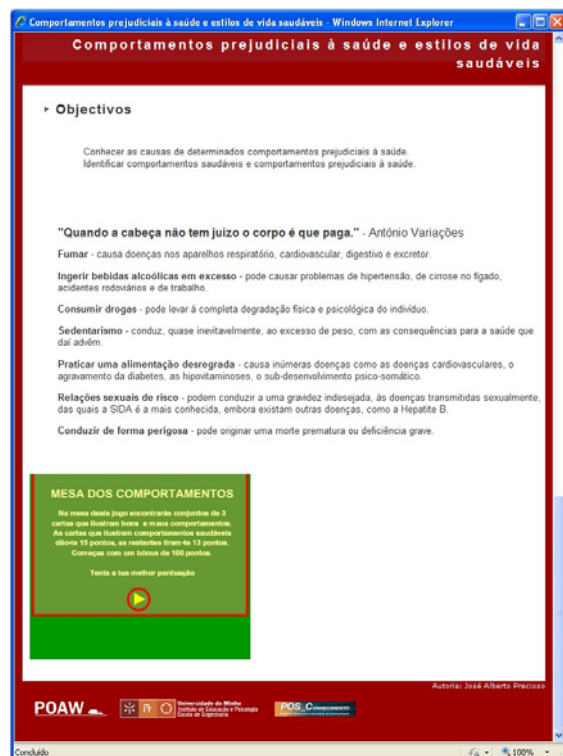 Comportamentos prejudiciais à saúde e estilos de vida saudáveis - Windows Internet Explorer
Comportamentos prejudiciais à saúde e estilos de vida
saudáveis
Objectivos
Conhecer as causas de determinados comportamentos prejudiciais à saúde.
Identificar comportamentos saudáveis e comportamentos prejudiciais à saúde.
"Quando a cabeça não tem juizo o corpo é que paga." - António Variações
Fumar - causa doenças nos aparelhos respiratório, cardiovascular, digestivo e excretor.
Ingerir bebidas alcoólicas em excesso - pode causar problemas de hipertensão, de cirrose no fígado,
acidentes rodoviários e de trabalho.
Consumir drogas - pode levar à completa degradação física e psicológica do indivíduo.
Sedentarismo - conduz, quase inevitavelmente, ao excesso de peso, com as consequências para a saúde que
daí advêm.
Praticar uma alimentação desregrada - causa inúmeras doenças como as doenças cardiovasculares, o
agravamento da diabetes, as hipovitaminoses, o sub-desenvolvimento psico-somático.
Relações sexuais de risco - podem conduzir a uma gravidez indesejada, às doenças transmitidas sexualmente,
das quais a SIDA é a mais conhecida, embora existam outras doenças, como a Hepatite B.
Conduzir de forma perigosa - pode originar uma morte prematura ou deficiência grave.
MESA DOS COMPORTAMENTOS
Na mesa deste jogo encontrarás conjuntos de 3
cartas que ilustram bons e maus comportamentos.
As cartas que ilustram comportamentos saudáveis
dão-te 15 pontos, as restantes tiram-te 13 pontos.
Começas com um bónus de 100 pontos.
Tenta a tua melhor pontuação
Autoria: José Alberto Precioso
POAW
Universidade do Minho
Instituto de Educação e Psicologia
Escola de Engenharia
POS_Conhecimento
Concluído
100%